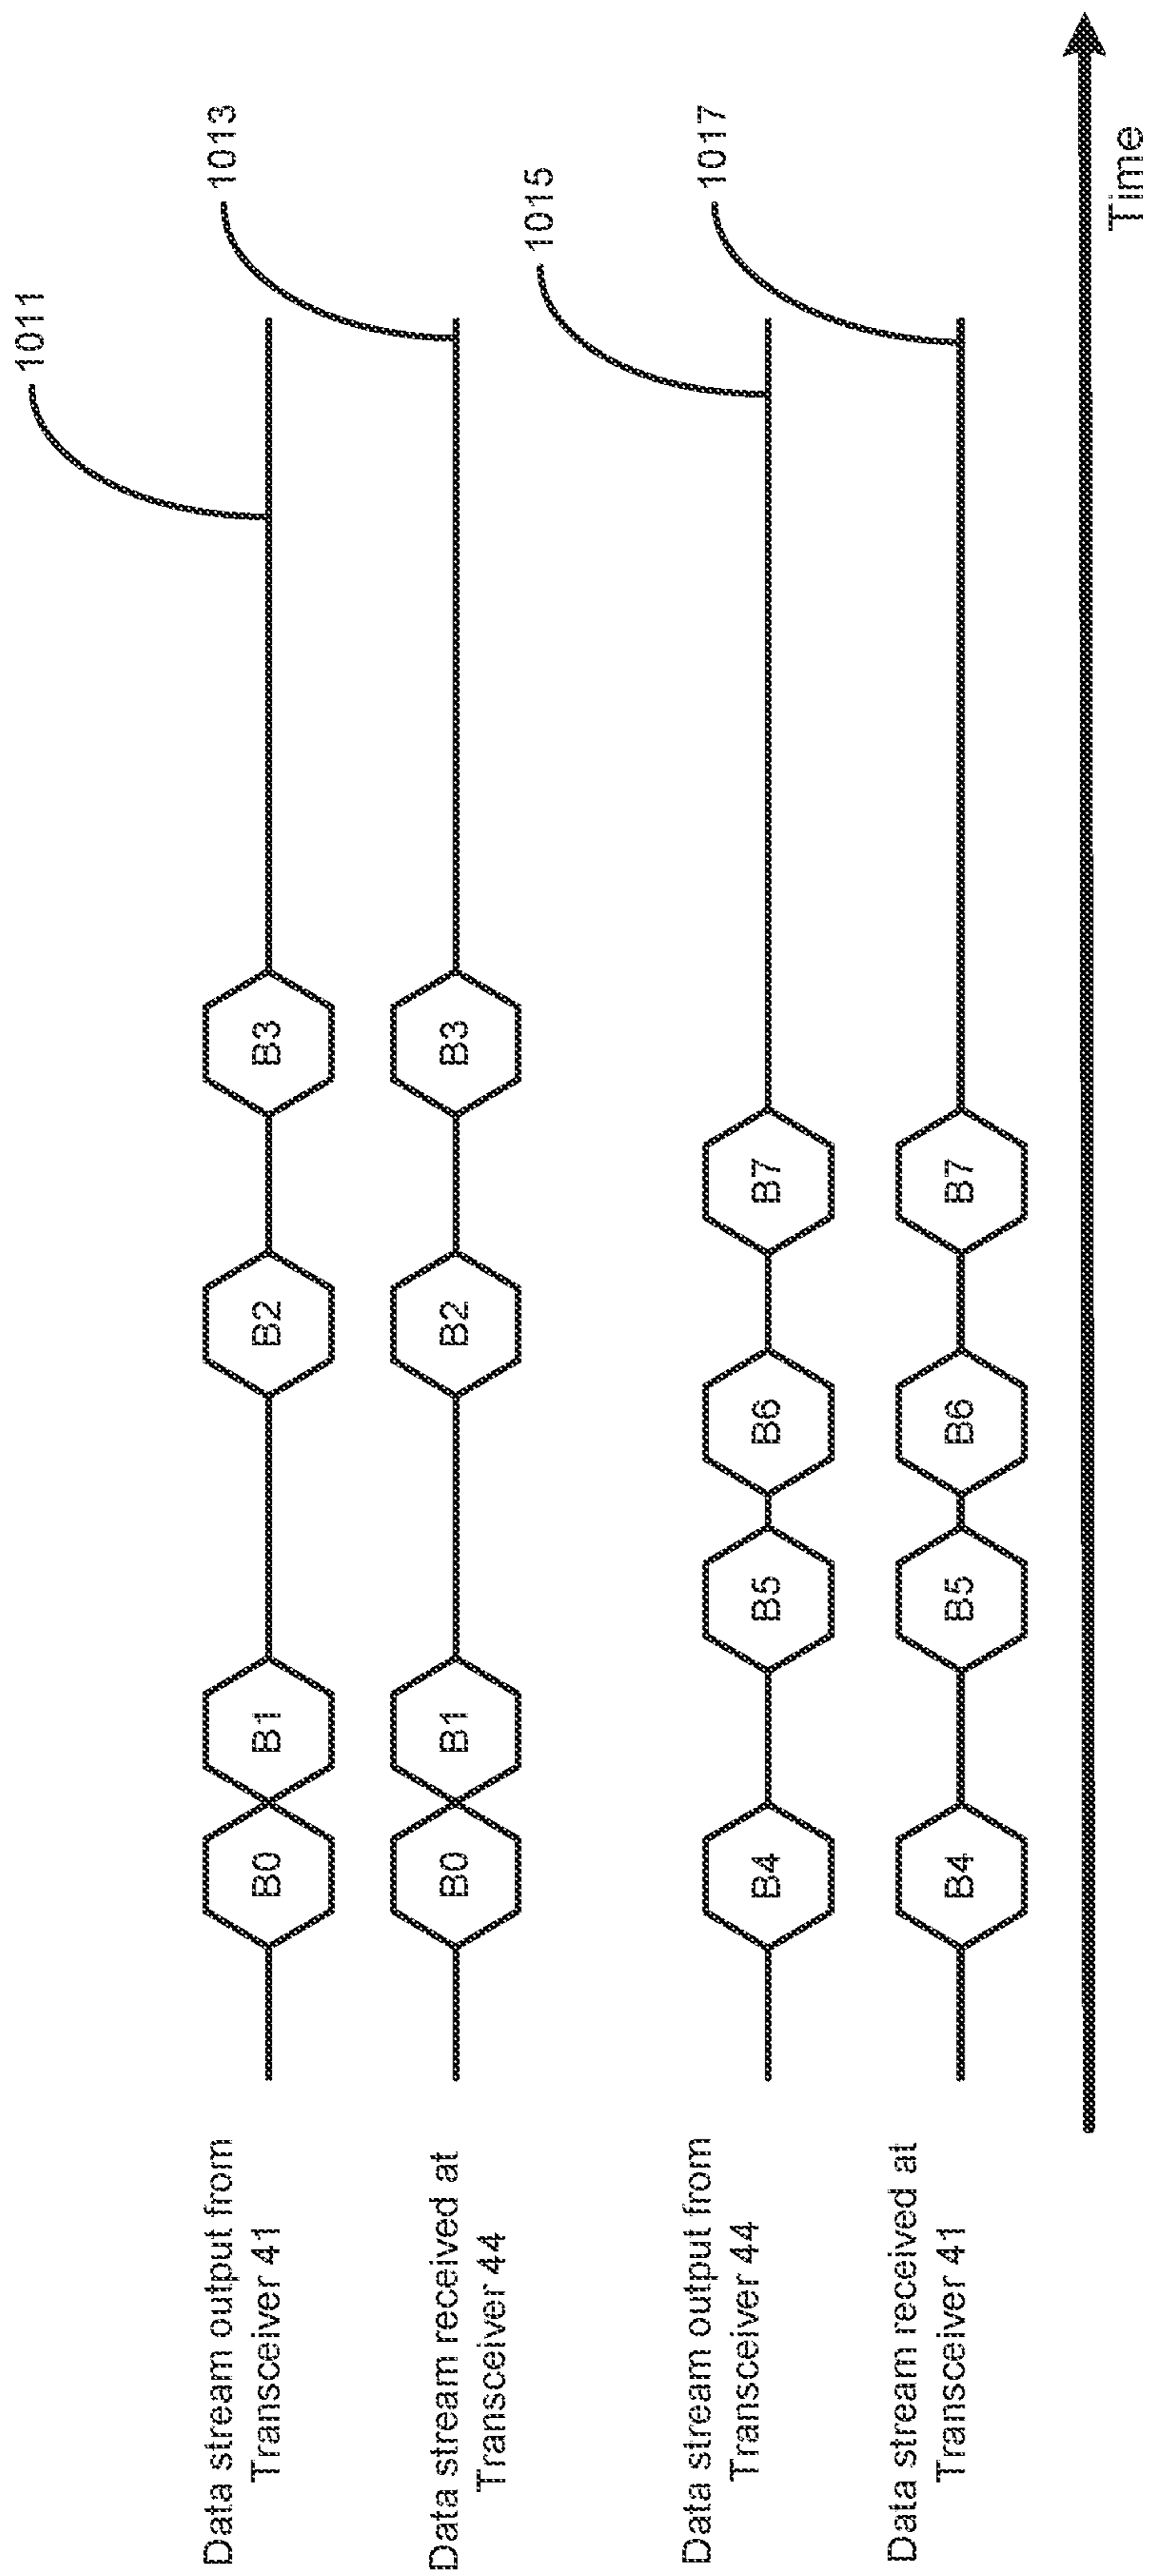 1011
Data stream output from
Transceiver 41
B0
B1
B2
B3
1013
Data stream received at
Transceiver 44
B0
B1
B2
B3
1015
Data stream output from
Transceiver 44
B4
B5
B6
B7
1017
Data stream received at
Transceiver 41
B4
B5
B6
B7
Time